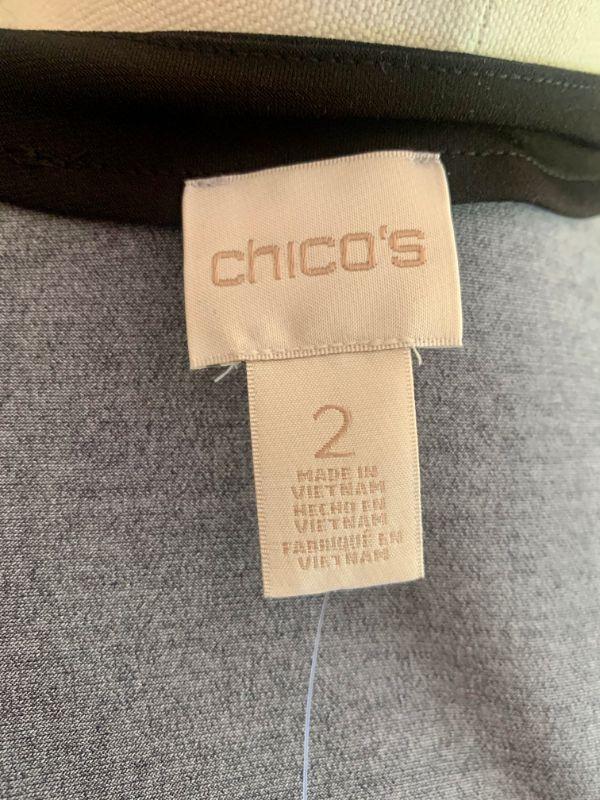 chico's
2
MADE IN
VIETNAM
HECHO EN
VIETNAM
FABRIQUÉ EN
VIETNAM